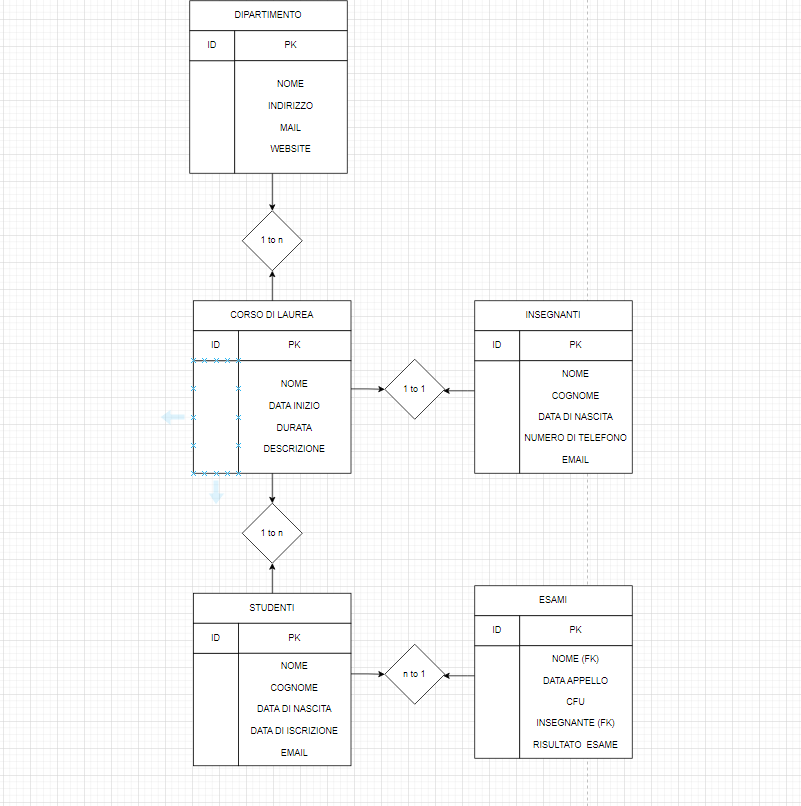 DIPARTIMENTO
ID PK
NOME
INDIRIZZO
MAIL
WEBSITE
1 to n
CORSO DI LAUREA
ID PK
NOME
DATA INIZIO
DURATA
DESCRIZIONE
1 to 1
INSEGNANTI
ID PK
NOME
COGNOME
DATA DI NASCITA
NUMERO DI TELEFONO
EMAIL
1 to n
STUDENTI
ID PK
NOME
COGNOME
DATA DI NASCITA
DATA DI ISCRIZIONE
EMAIL
n to 1
ESAMI
ID PK
NOME (FK)
DATA APPELLO
CFU
INSEGNANTE (FK)
RISULTATO ESAME